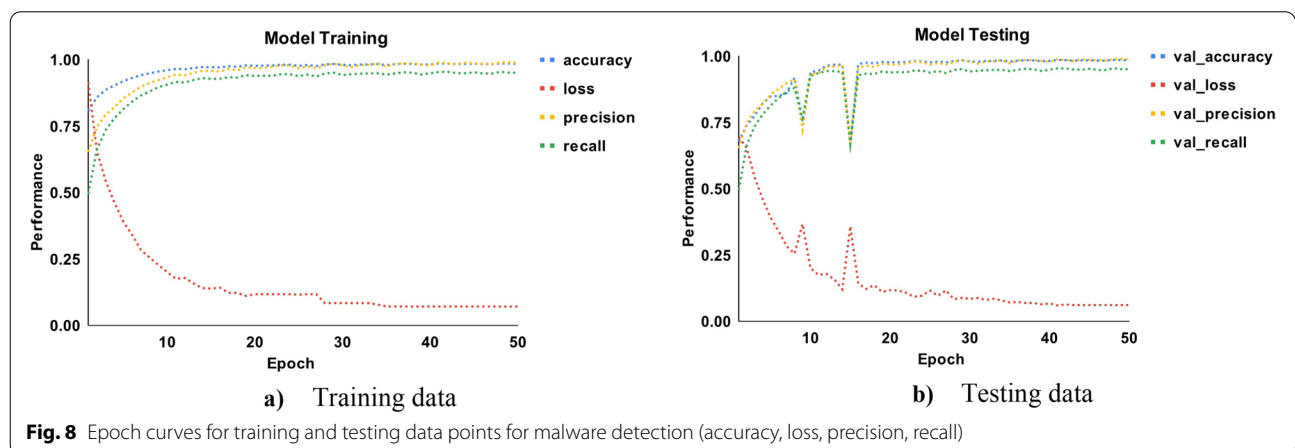 Model Training
1.00
0.75
0.50
0.25
0.00
Performance
10
20
30
40
50
Epoch
accuracy
loss
precision
recall
a) Training data
Model Testing
1.00
0.75
0.50
0.25
0.00
Performance
10
20
30
40
50
Epoch
val_accuracy
val_loss
val_precision
val_recall
b) Testing data
Fig. 8 Epoch curves for training and testing data points for malware detection (accuracy, loss, precision, recall)